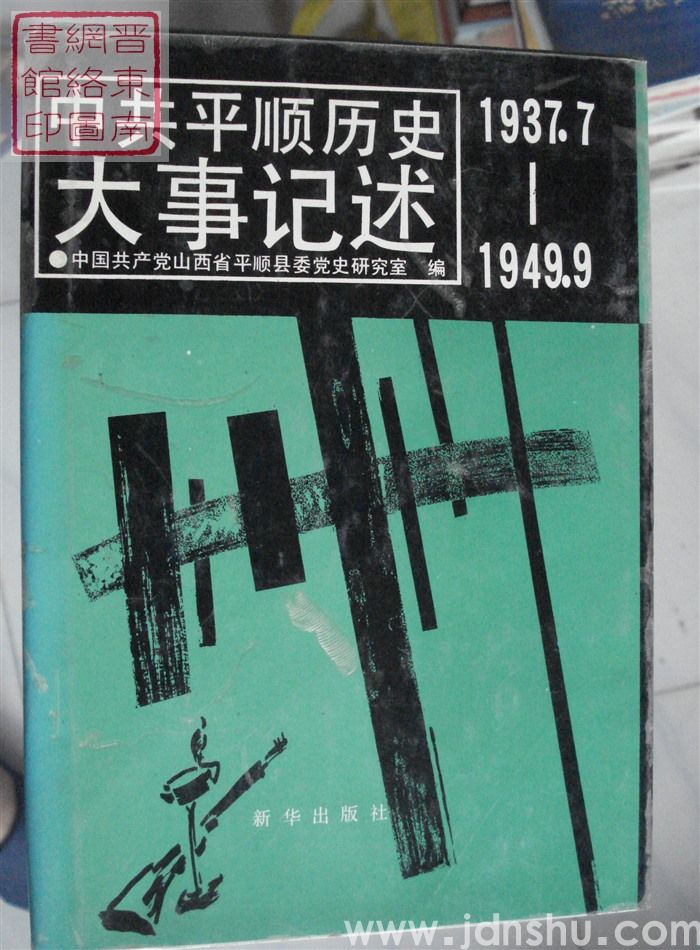 晋东南
網络圖
書館印
中共平顺历史
大事记述
●中国共产党山西省平顺县委党史研究室 编
1937.7
|
1949.9
新华出版社
www.jdnshu.com